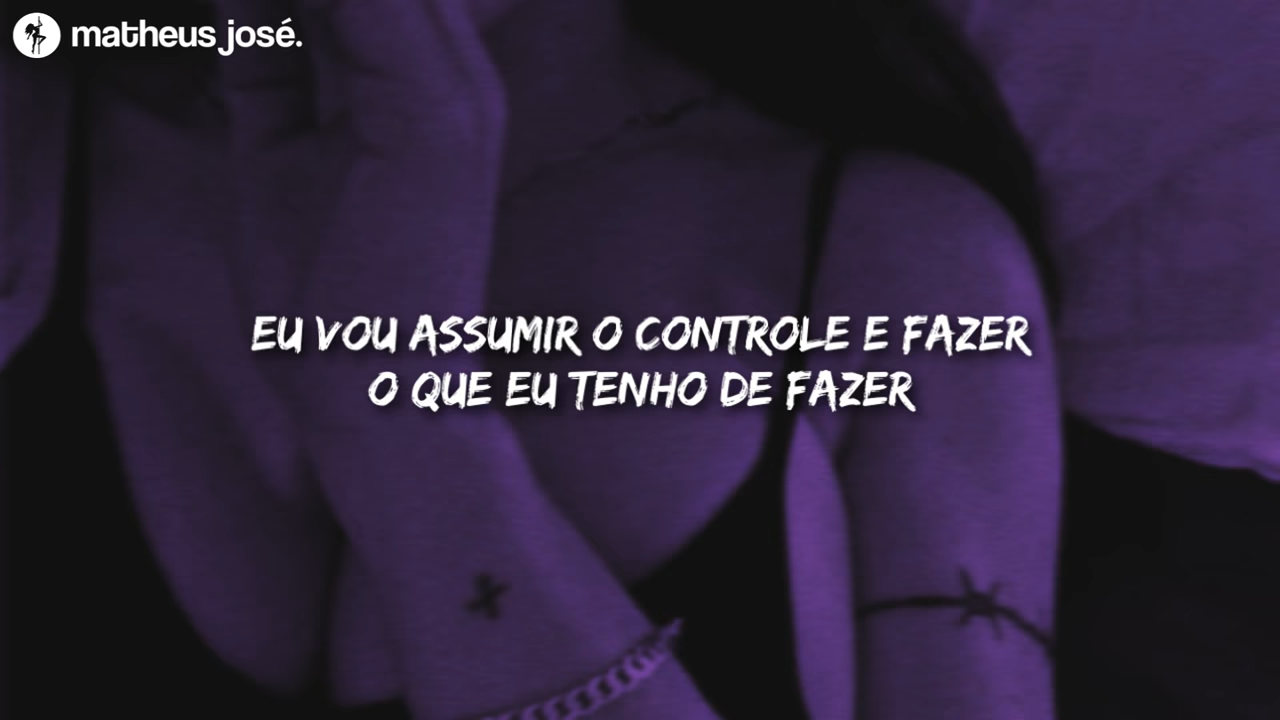 matheus josé.
EU VOU ASSUMIR O CONTROLE E FAZER
O QUE EU TENHO DE FAZER